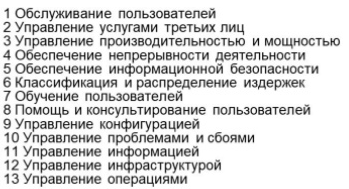 1 Обслуживание пользователей
2 Управление услугами третьих лиц
3 Управление производительностью и мощностью
4 Обеспечение непрерывности деятельности
5 Обеспечение информационной безопасности
6 Классификация и распределение издержек
7 Обучение пользователей
8 Помощь и консультирование пользователей
9 Управление конфигурацией
10 Управление проблемами и сбоями
11 Управление информацией
12 Управление инфраструктурой
13 Управление операциями